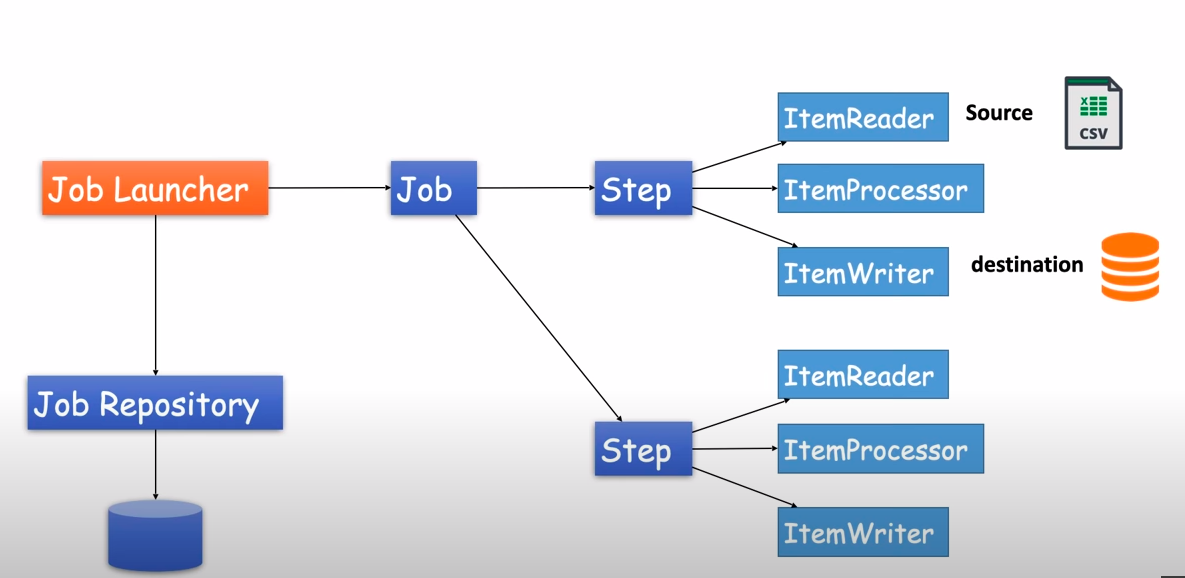 ItemReader
Source
X
CSV
Job Launcher
Job
Step
ItemProcessor
ItemWriter
destination
ItemReader
Job Repository
Step
ItemProcessor
ItemWriter